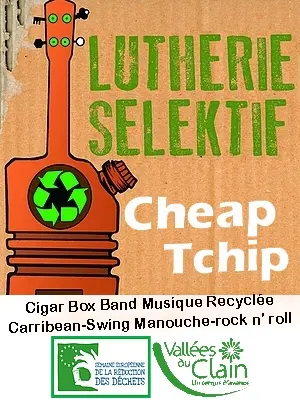 LUTHERIE
SELEKTIF
Cheap
Tchip
Cigar Box Band Musique Recyclée
Carribean-Swing Manouche-rock n' roll
SEMAINE EUROPÉENNE
DE LA RÉDUCTION
DES DÉCHETS
Vallées
du
Clain